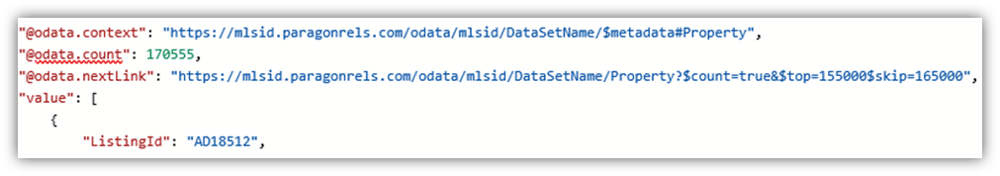 "@odata.context": "https://mlsid.paragonrels.com/odata/mlsid/DataSetName/$metadata#Property",
"@odata.count": 170555,
"@odata.nextLink": "https://mlsid.paragonrels.com/odata/mlsid/DataSetName/Property?$count=true&$top=155000$skip=165000",
"value": [
{
"ListingId": "AD18512",